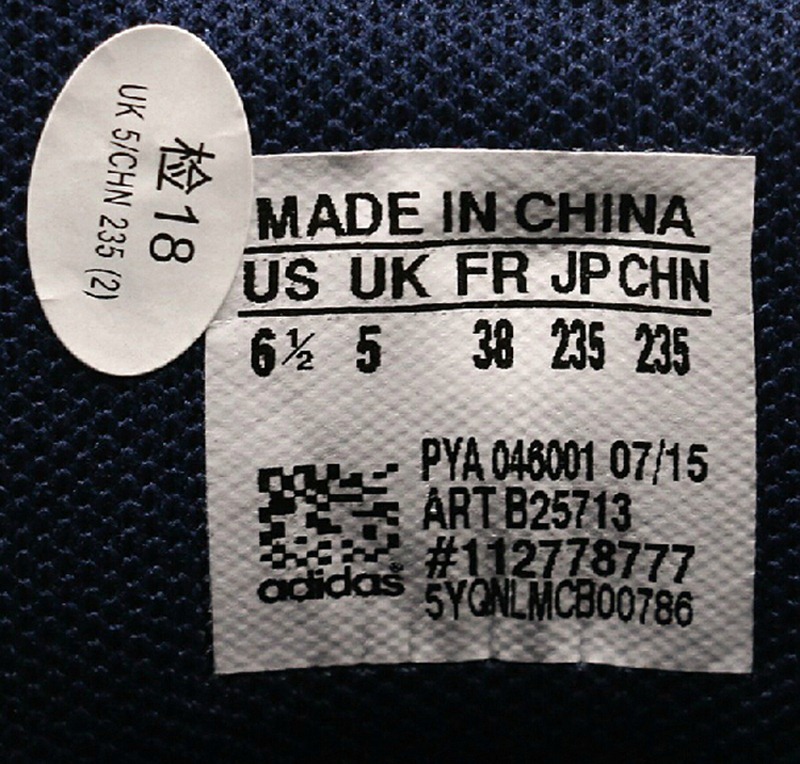 检18
UK 5/CHN 235 (2)
MADE IN CHINA
US UK FR JP CHN
6½ 5 38 235 235
PYA 046001 07/15
ART B25713
#112778777
5YQNLMCB00786
adidas®